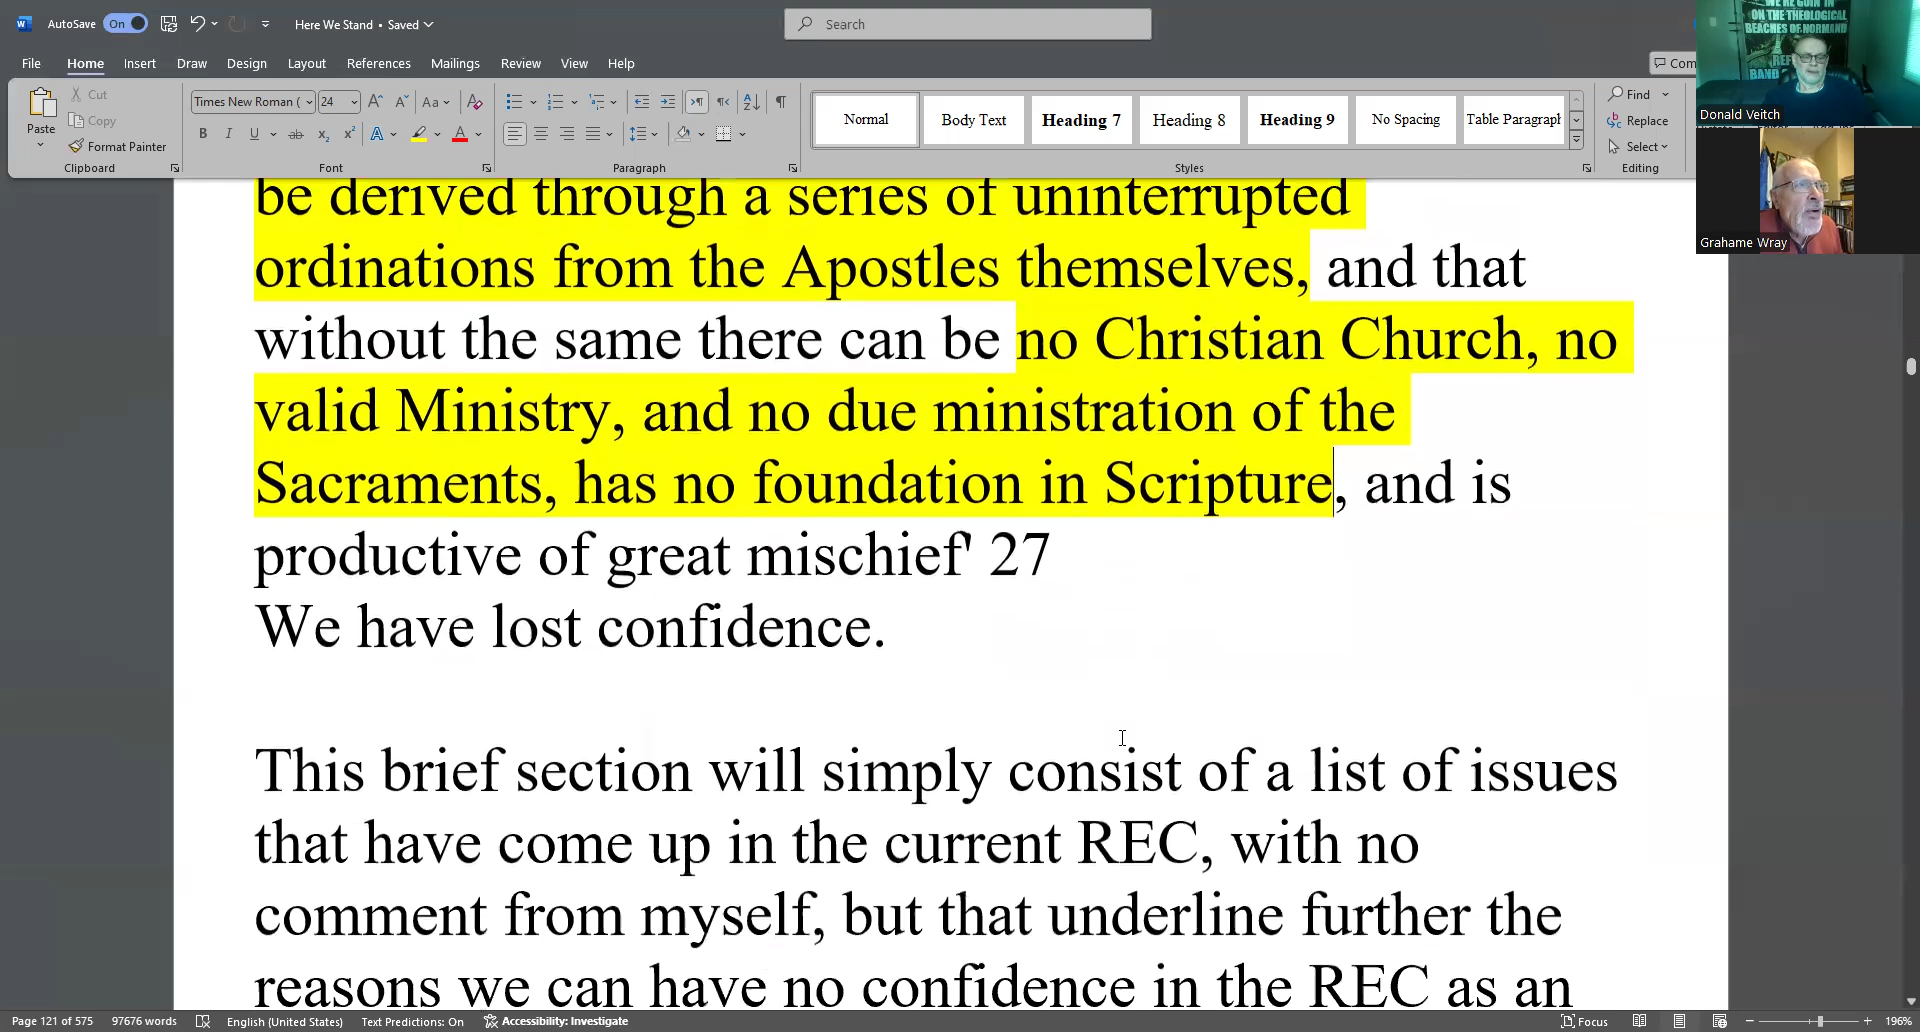 AutoSave On Here We Stand • Saved Search
File Home Insert Draw Design Layout References Mailings Review View Help Com
Paste Cut Copy Format Painter
Times New Roman ( 24
Normal Body Text Heading 7 Heading 8 Heading 9 No Spacing Table Paragraph
Find Replace Select
Clipboard Font Paragraph Styles Editing
ON THE THEOLOGICAL
BEACHES OF NORMAND
Donald Veitch
Grahame Wray
be derived through a series of uninterrupted
ordinations from the Apostles themselves, and that
without the same there can be no Christian Church, no
valid Ministry, and no due ministration of the
Sacraments, has no foundation in Scripture, and is
productive of great mischief' 27
We have lost confidence.
This brief section will simply consist of a list of issues
that have come up in the current REC, with no
comment from myself, but that underline further the
reasons we can have no confidence in the REC as an
Page 121 of 575 97676 words English (United States) Text Predictions: On Accessibility: Investigate Focus 196%